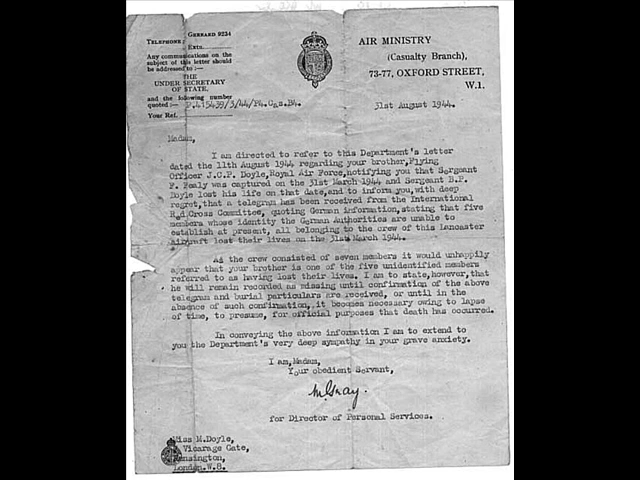 TELEPHONE: GERRARD 9234
Extn.
Any communications on the
subject of this letter should
be addressed to:—
THE
UNDER SECRETARY
OF STATE,
and the following number
quoted:— P.415439/3/44/P4.Cas.B4.
Your Ref.
AIR MINISTRY
(Casualty Branch),
73-77, OXFORD STREET,
W.1.
31st August 1944.
Madam,
I am directed to refer to this Department's letter
dated the 11th August 1944 regarding your brother,Flying
Officer J.C.P. Doyle,Royal Air Force,notifying you that Sergeant
F. Fealy was captured on the 31st March 1944 and Sergeant B.P.
Doyle lost his life on that date,and to inform you,with deep
regret,that a telegram has been received from the International
Red Cross Committee, quoting German information,stating that five
members whose identity the German Authorities are unable to
establish at present, all belonging to the crew of this Lancaster
aircraft lost their lives on the 31st March 1944.
As the crew consisted of seven members it would unhappily
appear that your brother is one of the five unidentified members
referred to as having lost their lives. I am to state,however,that
he will remain recorded as missing until confirmation of the above
telegram and burial particulars are received, or until in the
absence of such confirmation,it becomes necessary owing to lapse
of time, to presume, for official purposes that death has occurred.
In conveying the above information I am to extend to
you the Department's very deep sympathy in your grave anxiety.
I am,Madam,
Your obedient Servant,
for Director of Personal Services.
Miss M.Doyle,
Vicarage Gate,
Kensington,
London.W.8.